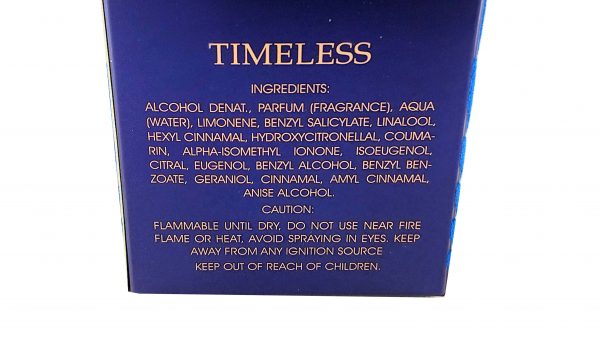 TIMELESS
INGREDIENTS:
ALCOHOL DENAT., PARFUM (FRAGRANCE), AQUA
(WATER), LIMONENE, BENZYL SALICYLATE, LINALOOL,
HEXYL CINNAMAL, HYDROXYCITRONELLAL, COUMA-
RIN, ALPHA-ISOMETHYL IONONE, ISOEUGENOL,
CITRAL, EUGENOL, BENZYL ALCOHOL, BENZYL BEN-
ZOATE, GERANIOL, CINNAMAL, AMYL CINNAMAL,
ANISE ALCOHOL.
CAUTION:
FLAMMABLE UNTIL DRY, DO NOT USE NEAR FIRE
FLAME OR HEAT, AVOID SPRAYING IN EYES. KEEP
AWAY FROM ANY IGNITION SOURCE
KEEP OUT OF REACH OF CHILDREN.